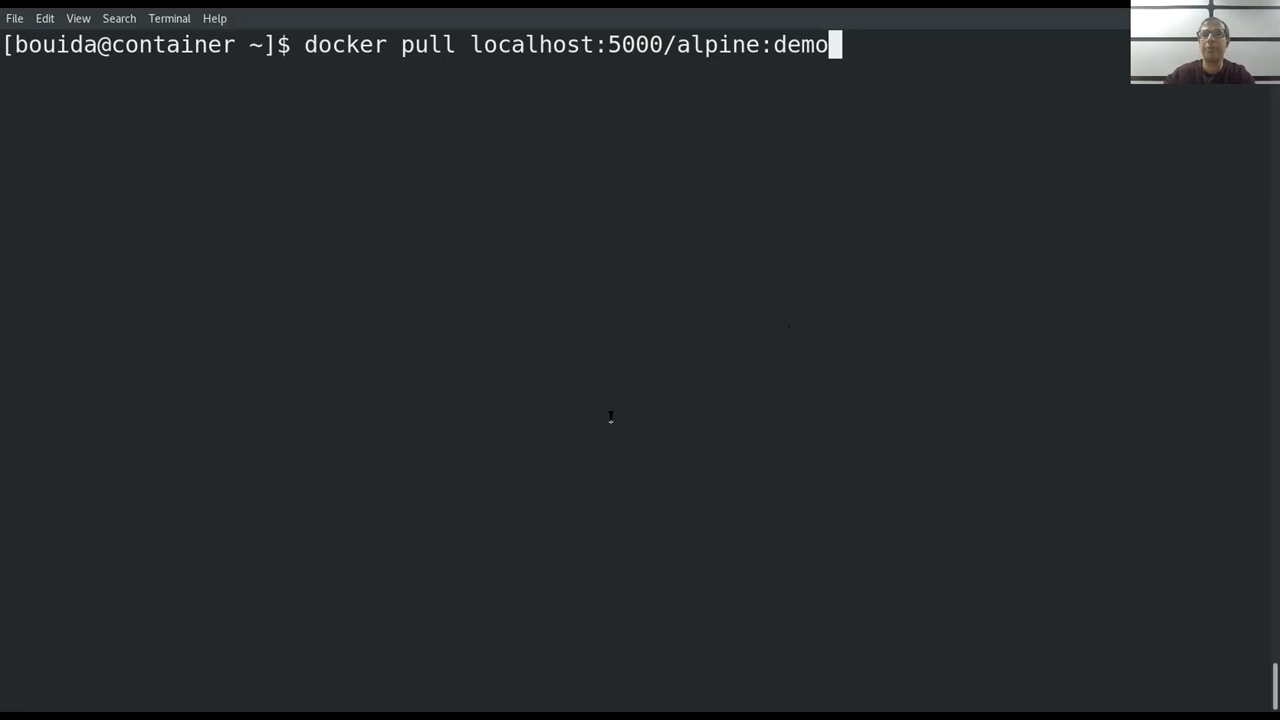 File Edit View Search Terminal Help
[bouida@container ~]$ docker pull localhost:5000/alpine:demo